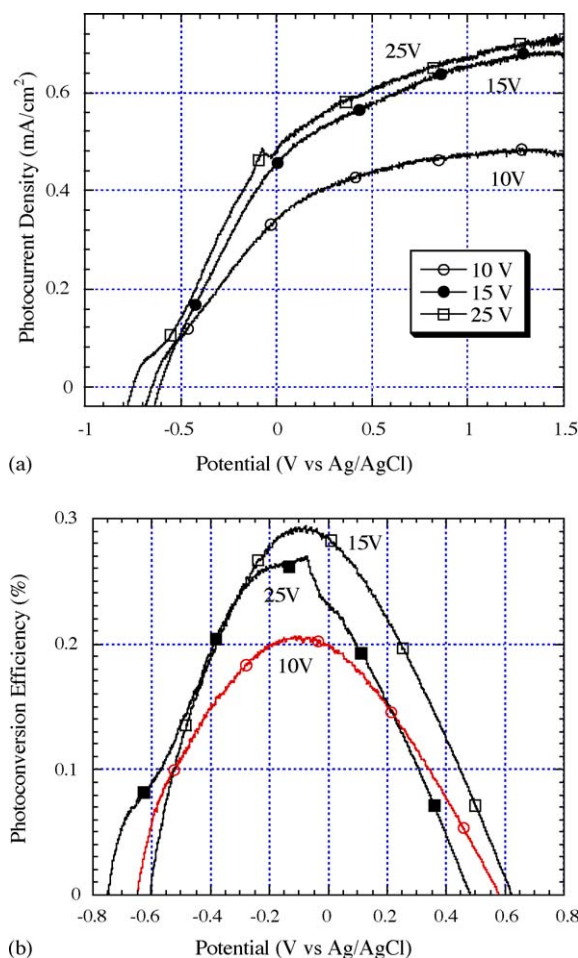 0.6
0.4
0.2
0
Photocurrent Density (mA/cm²)
25V
15V
10V
10 V
15 V
25 V
-1
-0.5
0
0.5
1
1.5
(a)
Potential (V vs Ag/AgCl)
0.3
0.2
0.1
0
Photoconversion Efficiency (%)
15V
25V
10V
-0.8
-0.6
-0.4
-0.2
0
0.2
0.4
0.6
0.8
(b)
Potential (V vs Ag/AgCl)